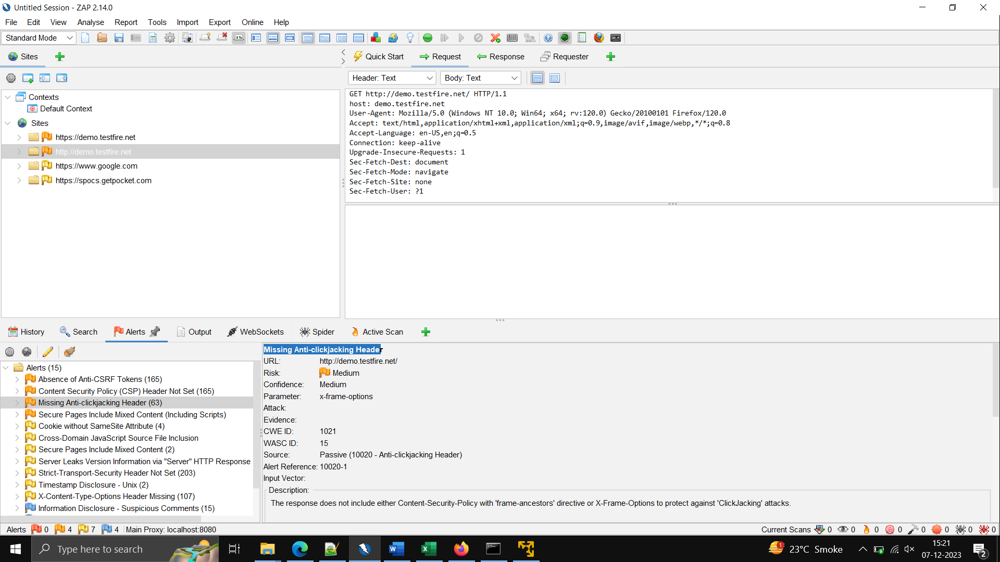 Untitled Session - ZAP 2.14.0
File Edit View Analyse Report Tools Import Export Online Help
Standard Mode
Sites
Quick Start Request Response Requester
Header: Text Body: Text
Contexts
Default Context
Sites
https://demo.testfire.net
http://demo.testfire.net
https://www.google.com
https://spocs.getpocket.com
GET http://demo.testfire.net/ HTTP/1.1
host: demo.testfire.net
User-Agent: Mozilla/5.0 (Windows NT 10.0; Win64; x64; rv:120.0) Gecko/20100101 Firefox/120.0
Accept: text/html,application/xhtml+xml,application/xml;q=0.9,image/avif,image/webp,*/*;q=0.8
Accept-Language: en-US,en;q=0.5
Connection: keep-alive
Upgrade-Insecure-Requests: 1
Sec-Fetch-Dest: document
Sec-Fetch-Mode: navigate
Sec-Fetch-Site: none
Sec-Fetch-User: ?1
History Search Alerts Output WebSockets Spider Active Scan
Alerts (15)
Absence of Anti-CSRF Tokens (165)
Content Security Policy (CSP) Header Not Set (165)
Missing Anti-clickjacking Header (63)
Secure Pages Include Mixed Content (Including Scripts)
Cookie without SameSite Attribute (4)
Cross-Domain JavaScript Source File Inclusion
Secure Pages Include Mixed Content (2)
Server Leaks Version Information via "Server" HTTP Response
Strict-Transport-Security Header Not Set (203)
Timestamp Disclosure - Unix (2)
X-Content-Type-Options Header Missing (107)
Information Disclosure - Suspicious Comments (15)
Missing Anti-clickjacking Header
URL: http://demo.testfire.net/
Risk: Medium
Confidence: Medium
Parameter: x-frame-options
Attack:
Evidence:
CWE ID: 1021
WASC ID: 15
Source: Passive (10020 - Anti-clickjacking Header)
Alert Reference: 10020-1
Input Vector:
Description:
The response does not include either Content-Security-Policy with 'frame-ancestors' directive or X-Frame-Options to protect against 'ClickJacking' attacks.
Alerts 0 4 7 4 Main Proxy: localhost:8080 Current Scans 0 0 0 0 0 0 0 0
Type here to search
1 23°C Smoke
15:21
07-12-2023
2